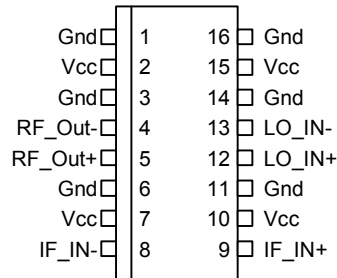 Gnd 1 16 Gnd
Vcc 2 15 Vcc
Gnd 3 14 Gnd
RF_Out- 4 13 LO_IN-
RF_Out+ 5 12 LO_IN+
Gnd 6 11 Gnd
Vcc 7 10 Vcc
IF_IN- 8 9 IF_IN+